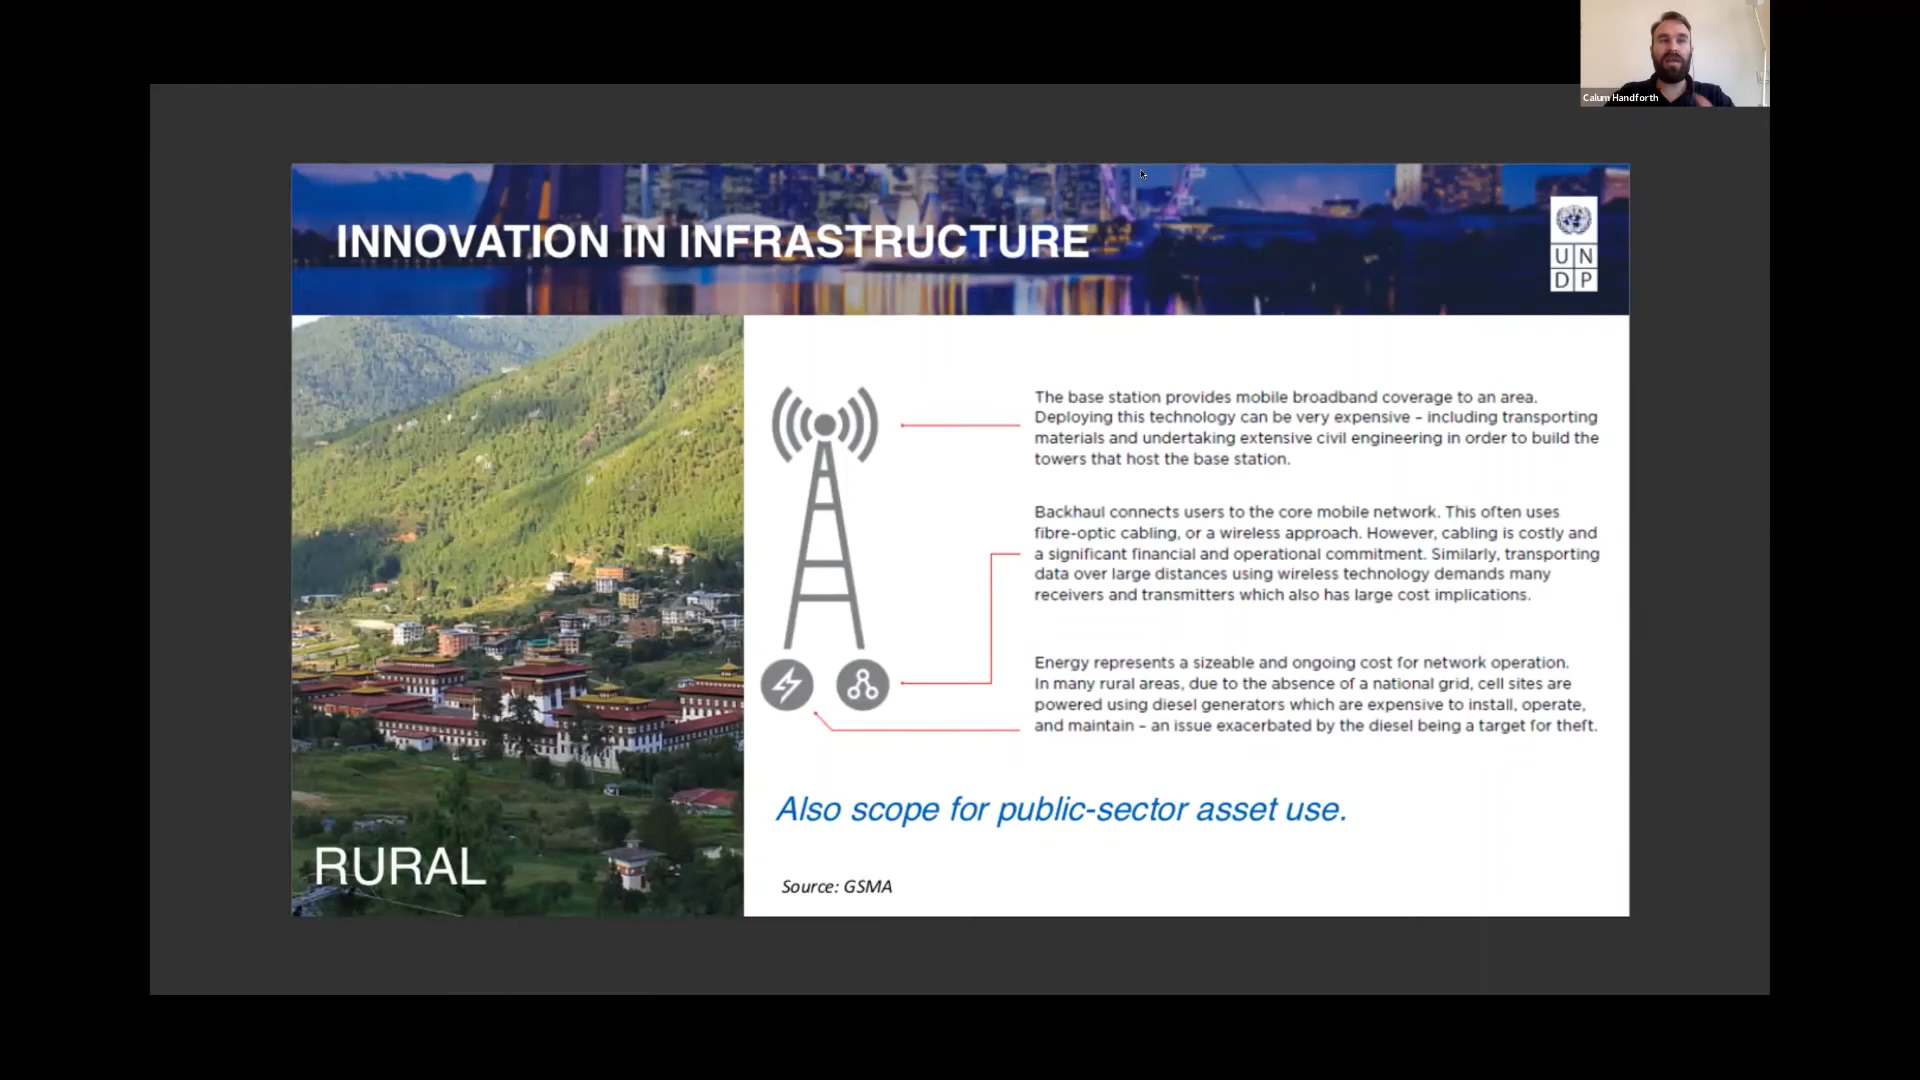 Calum Handforth
INNOVATION IN INFRASTRUCTURE
U N
D P
The base station provides mobile broadband coverage to an area.
Deploying this technology can be very expensive – including transporting
materials and undertaking extensive civil engineering in order to build the
towers that host the base station.
Backhaul connects users to the core mobile network. This often uses
fibre-optic cabling, or a wireless approach. However, cabling is costly and
a significant financial and operational commitment. Similarly, transporting
data over large distances using wireless technology demands many
receivers and transmitters which also has large cost implications.
Energy represents a sizeable and ongoing cost for network operation.
In many rural areas, due to the absence of a national grid, cell sites are
powered using diesel generators which are expensive to install, operate,
and maintain – an issue exacerbated by the diesel being a target for theft.
Also scope for public-sector asset use.
RURAL
Source: GSMA